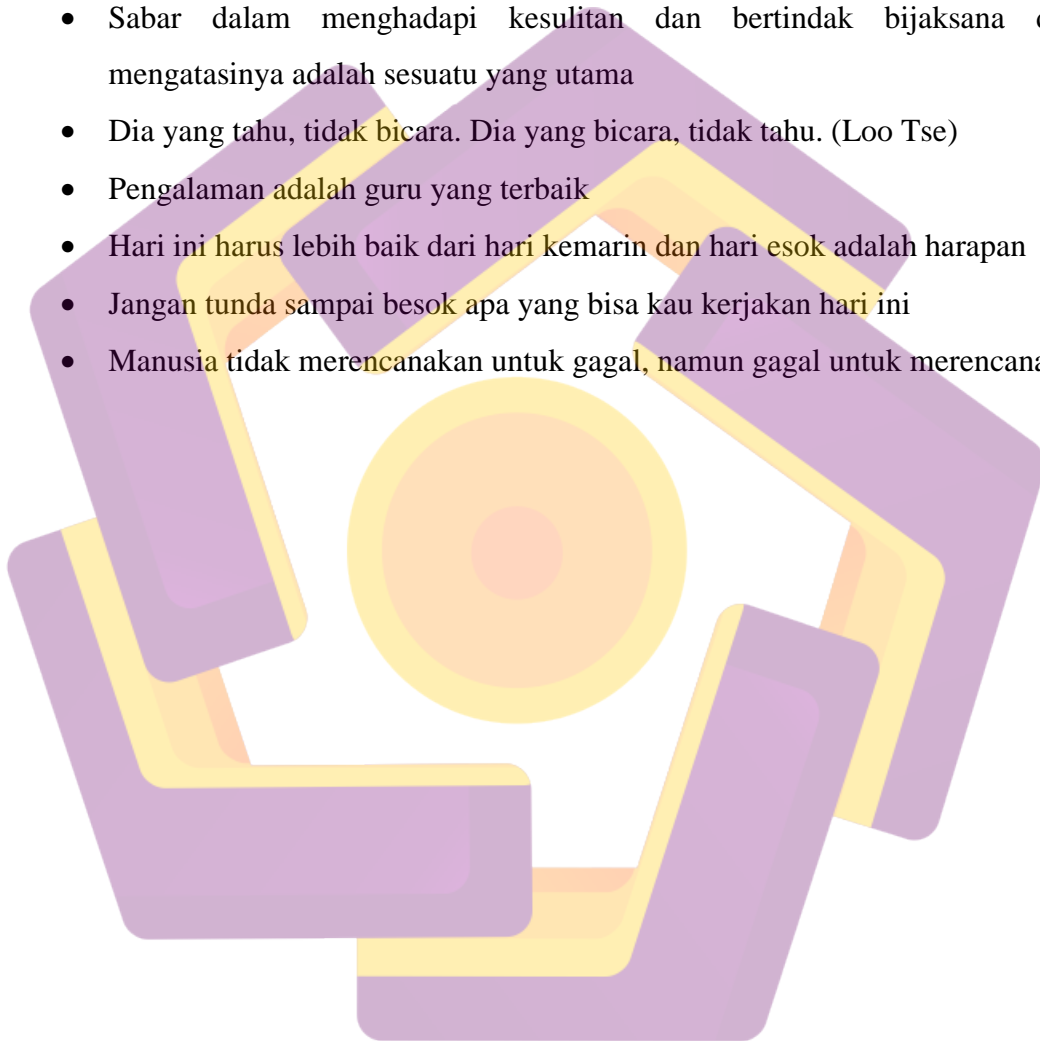 • Sabar dalam menghadapi kesulitan dan bertindak bijaksana
mengatasinya adalah sesuatu yang utama
• Dia yang tahu, tidak bicara. Dia yang bicara, tidak tahu. (Loo Tse)
• Pengalaman adalah guru yang terbaik
• Hari ini harus lebih baik dari hari kemarin dan hari esok adalah harapan
• Jangan tunda sampai besok apa yang bisa kau kerjakan hari ini
• Manusia tidak merencanakan untuk gagal, namun gagal untuk